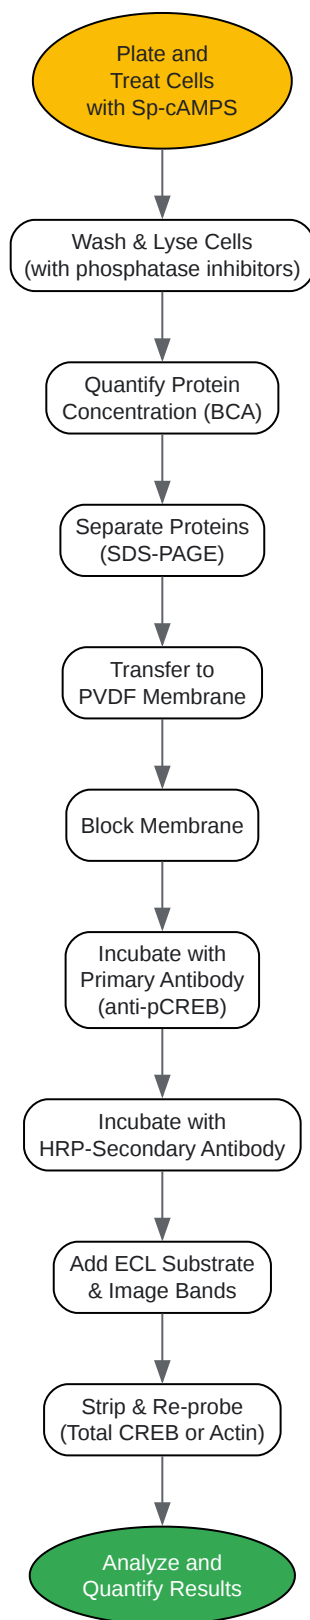 Plate and
Treat Cells
with Sp-cAMPS
Wash & Lyse Cells
(with phosphatase inhibitors)
Quantify Protein
Concentration (BCA)
Separate Proteins
(SDS-PAGE)
Transfer to
PVDF Membrane
Block Membrane
Incubate with
Primary Antibody
(anti-pCREB)
Incubate with
HRP-Secondary Antibody
Add ECL Substrate
& Image Bands
Strip & Re-probe
(Total CREB or Actin)
Analyze and
Quantify Results